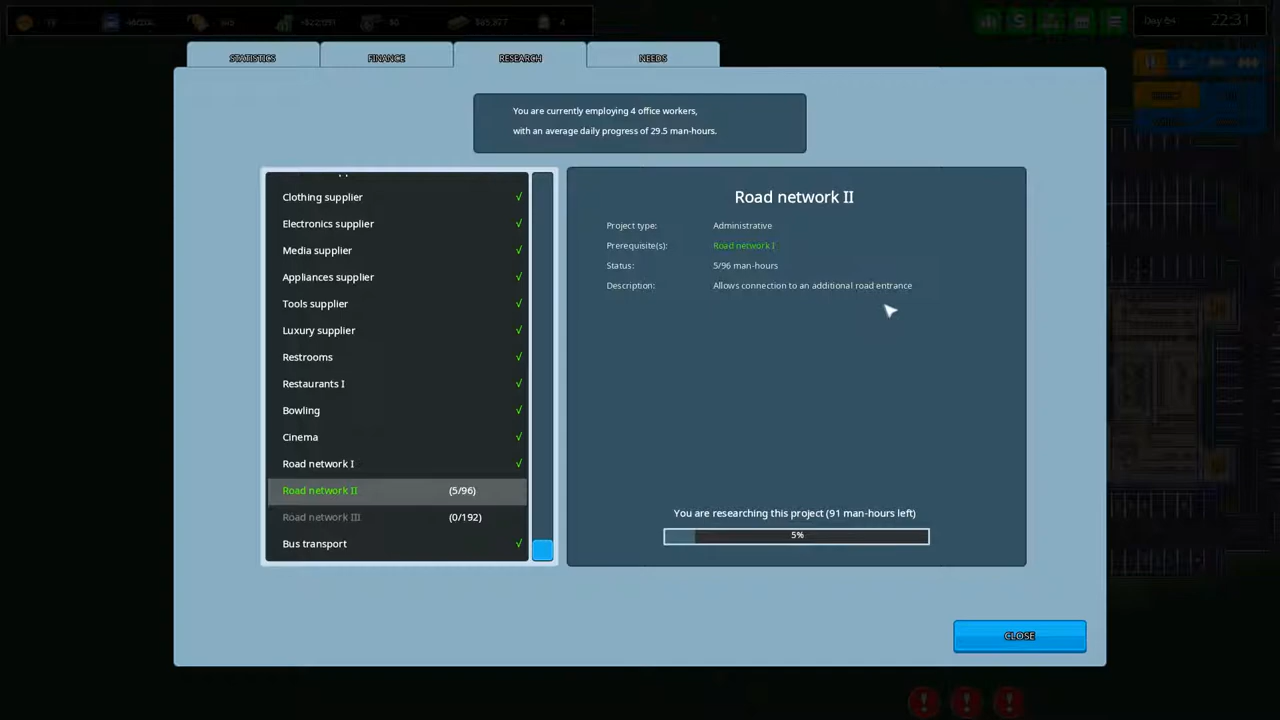 $0
4
Day 64
22:31
STATISTICS
FINANCE
RESEARCH
NEEDS
You are currently employing 4 office workers,
with an average daily progress of 29.5 man-hours.
Clothing supplier √
Electronics supplier √
Media supplier √
Appliances supplier √
Tools supplier √
Luxury supplier √
Restrooms √
Restaurants I √
Bowling √
Cinema √
Road network I √
Road network II (5/96)
Road network III (0/192)
Bus transport √
Road network II
Project type: Administrative
Prerequisite(s): Road network I
Status: 5/96 man-hours
Description: Allows connection to an additional road entrance
You are researching this project (91 man-hours left)
5%
CLOSE